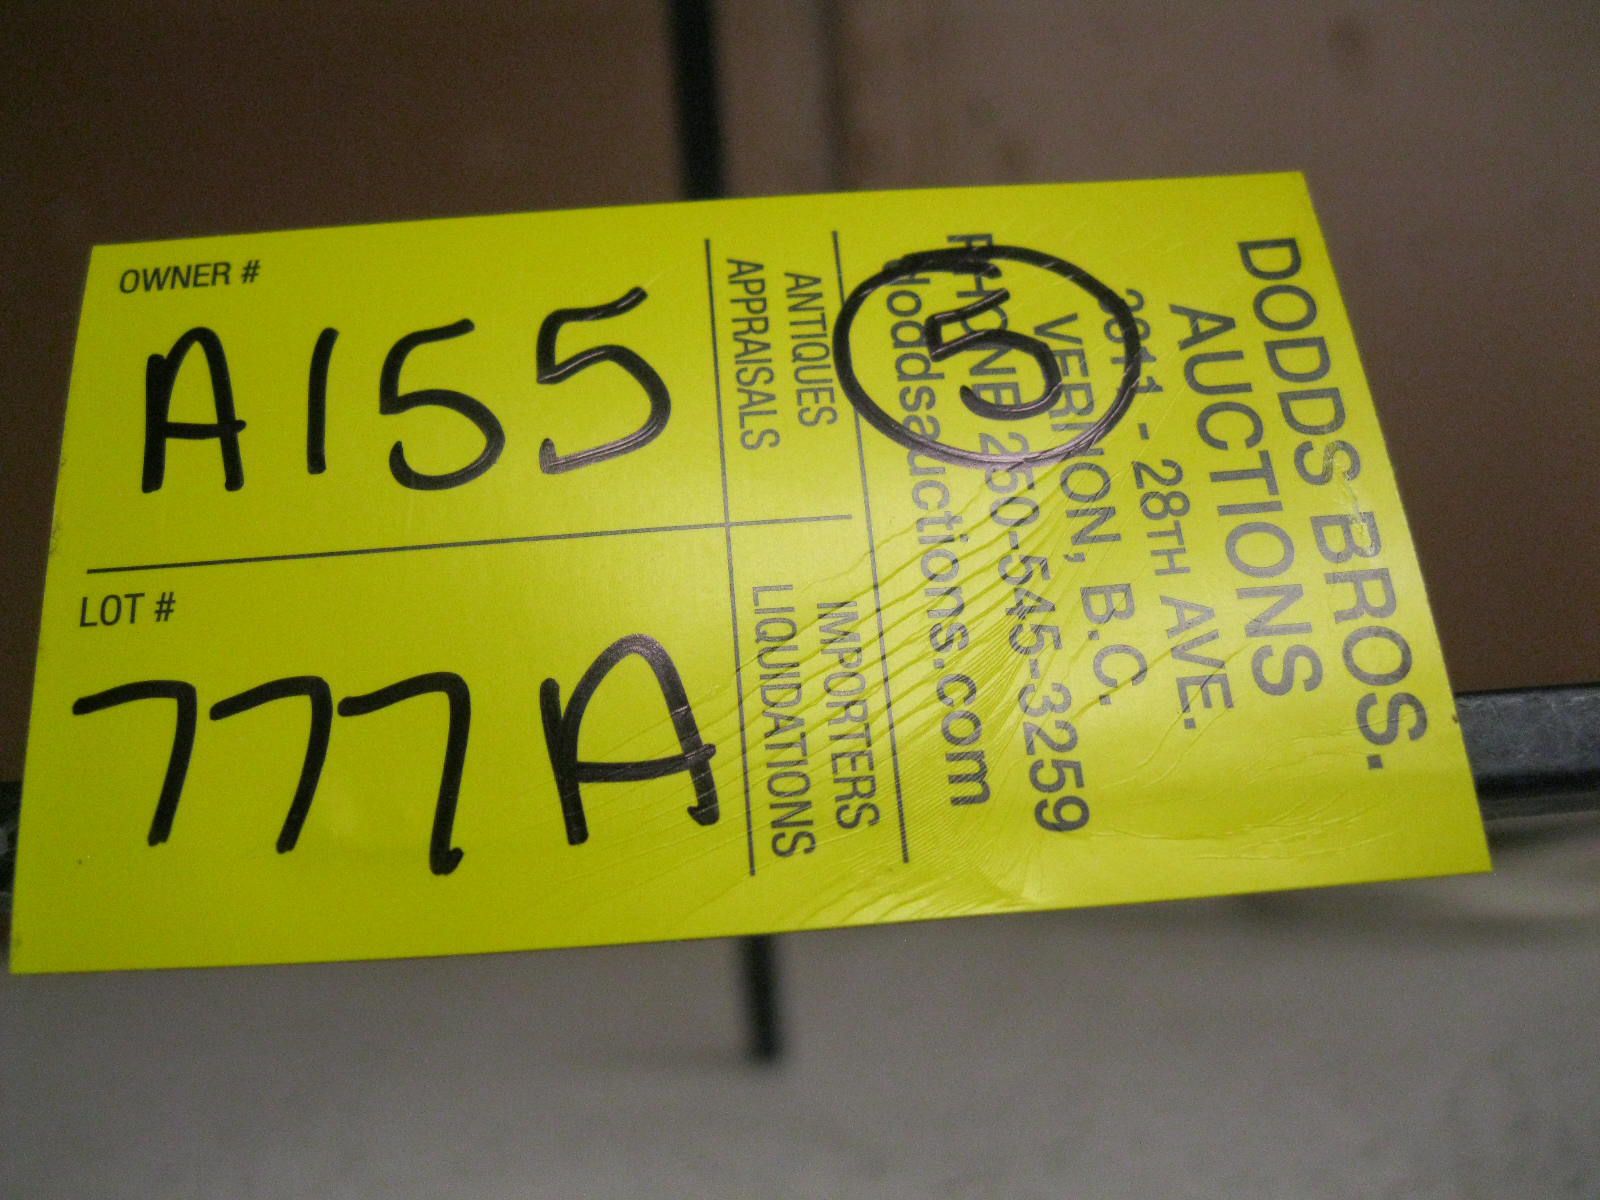 OWNER #
A155
LOT #
777A
DODDS BROS.
AUCTIONS
- 28TH AVE.
VERNON, B.C.
PHONE 250-545-3259
doddsauctions.com
5
ANTIQUES
APPRAISALS
IMPORTERS
LIQUIDATIONS